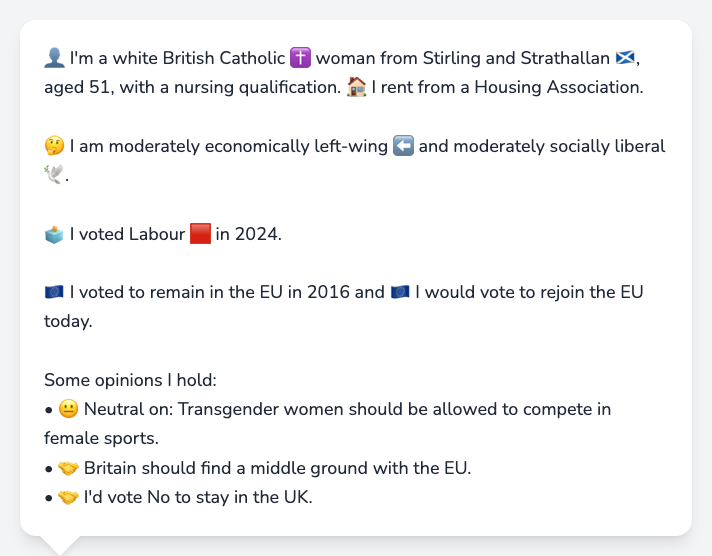 👤 I'm a white British Catholic ✝️ woman from Stirling and Strathallan 🏴󠁧󠁢󠁳󠁣󠁴󠁿,
aged 51, with a nursing qualification. 🏠 I rent from a Housing Association.
🤔 I am moderately economically left-wing ⬅️ and moderately socially liberal
🕊️.
🗳️ I voted Labour 🟥 in 2024.
🇪🇺 I voted to remain in the EU in 2016 and 🇪🇺 I would vote to rejoin the EU
today.
Some opinions I hold:
• 😐 Neutral on: Transgender women should be allowed to compete in
female sports.
• 🤝 Britain should find a middle ground with the EU.
• 🤝 I'd vote No to stay in the UK.